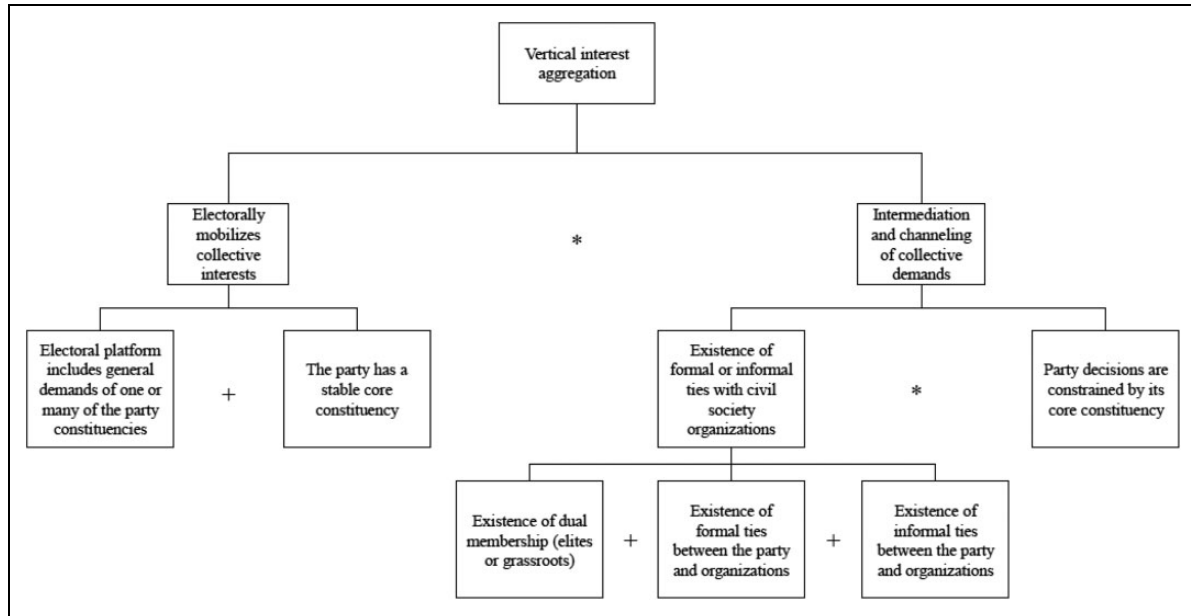 Vertical interest
aggregation
Electorally
mobilizes
collective
interests
*
Intermediation
and channeling
of collective
demands
Electoral platform
includes general
demands of one or
many of the party
constituencies
+
The party has a
stable core
constituency
Existence of
formal or informal
ties with civil
society
organizations
*
Party decisions are
constrained by its
core constituency
Existence of dual
membership (elites
or grassroots)
+
Existence of
formal ties
between the party
and organizations
+
Existence of
informal ties
between the party
and organizations